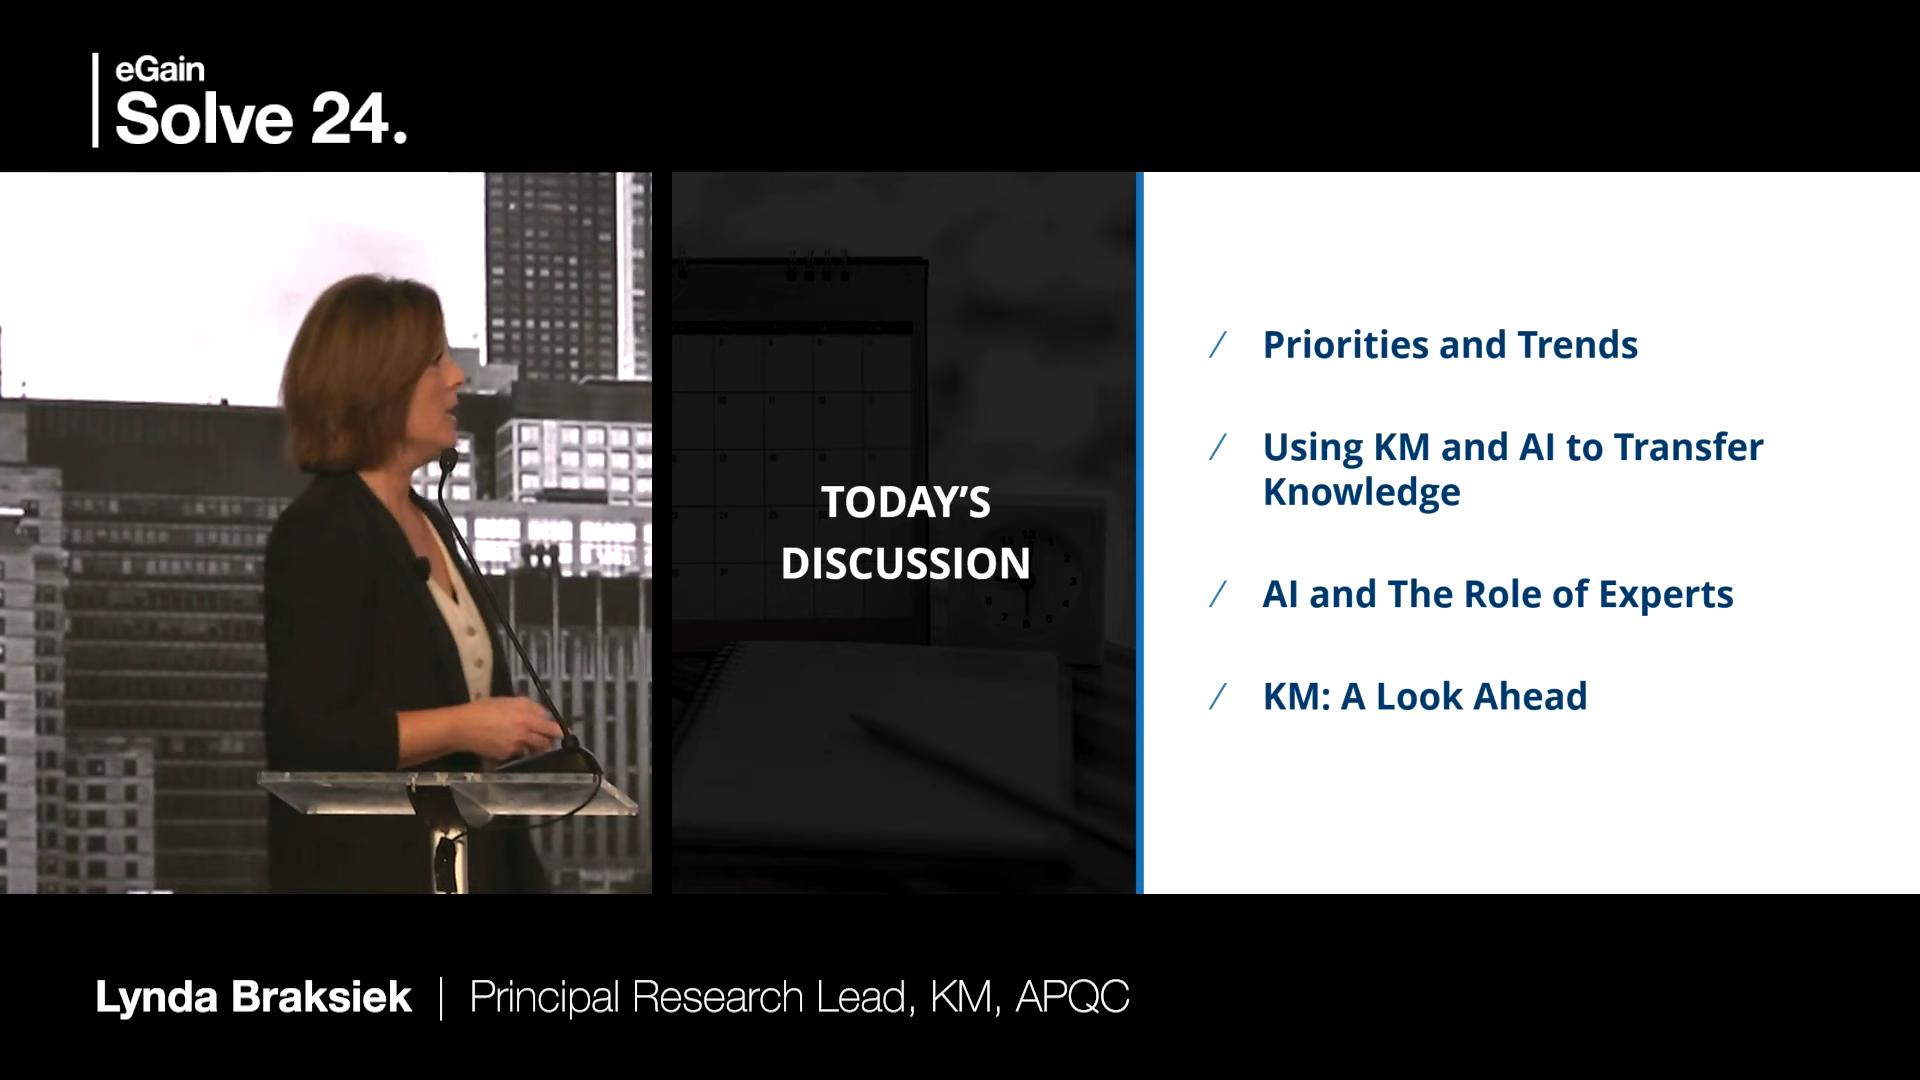 eGain
Solve 24.
TODAY'S
DISCUSSION
/ Priorities and Trends
/ Using KM and AI to Transfer
Knowledge
/ AI and The Role of Experts
/ KM: A Look Ahead
Lynda Braksiek | Principal Research Lead, KM, APQC